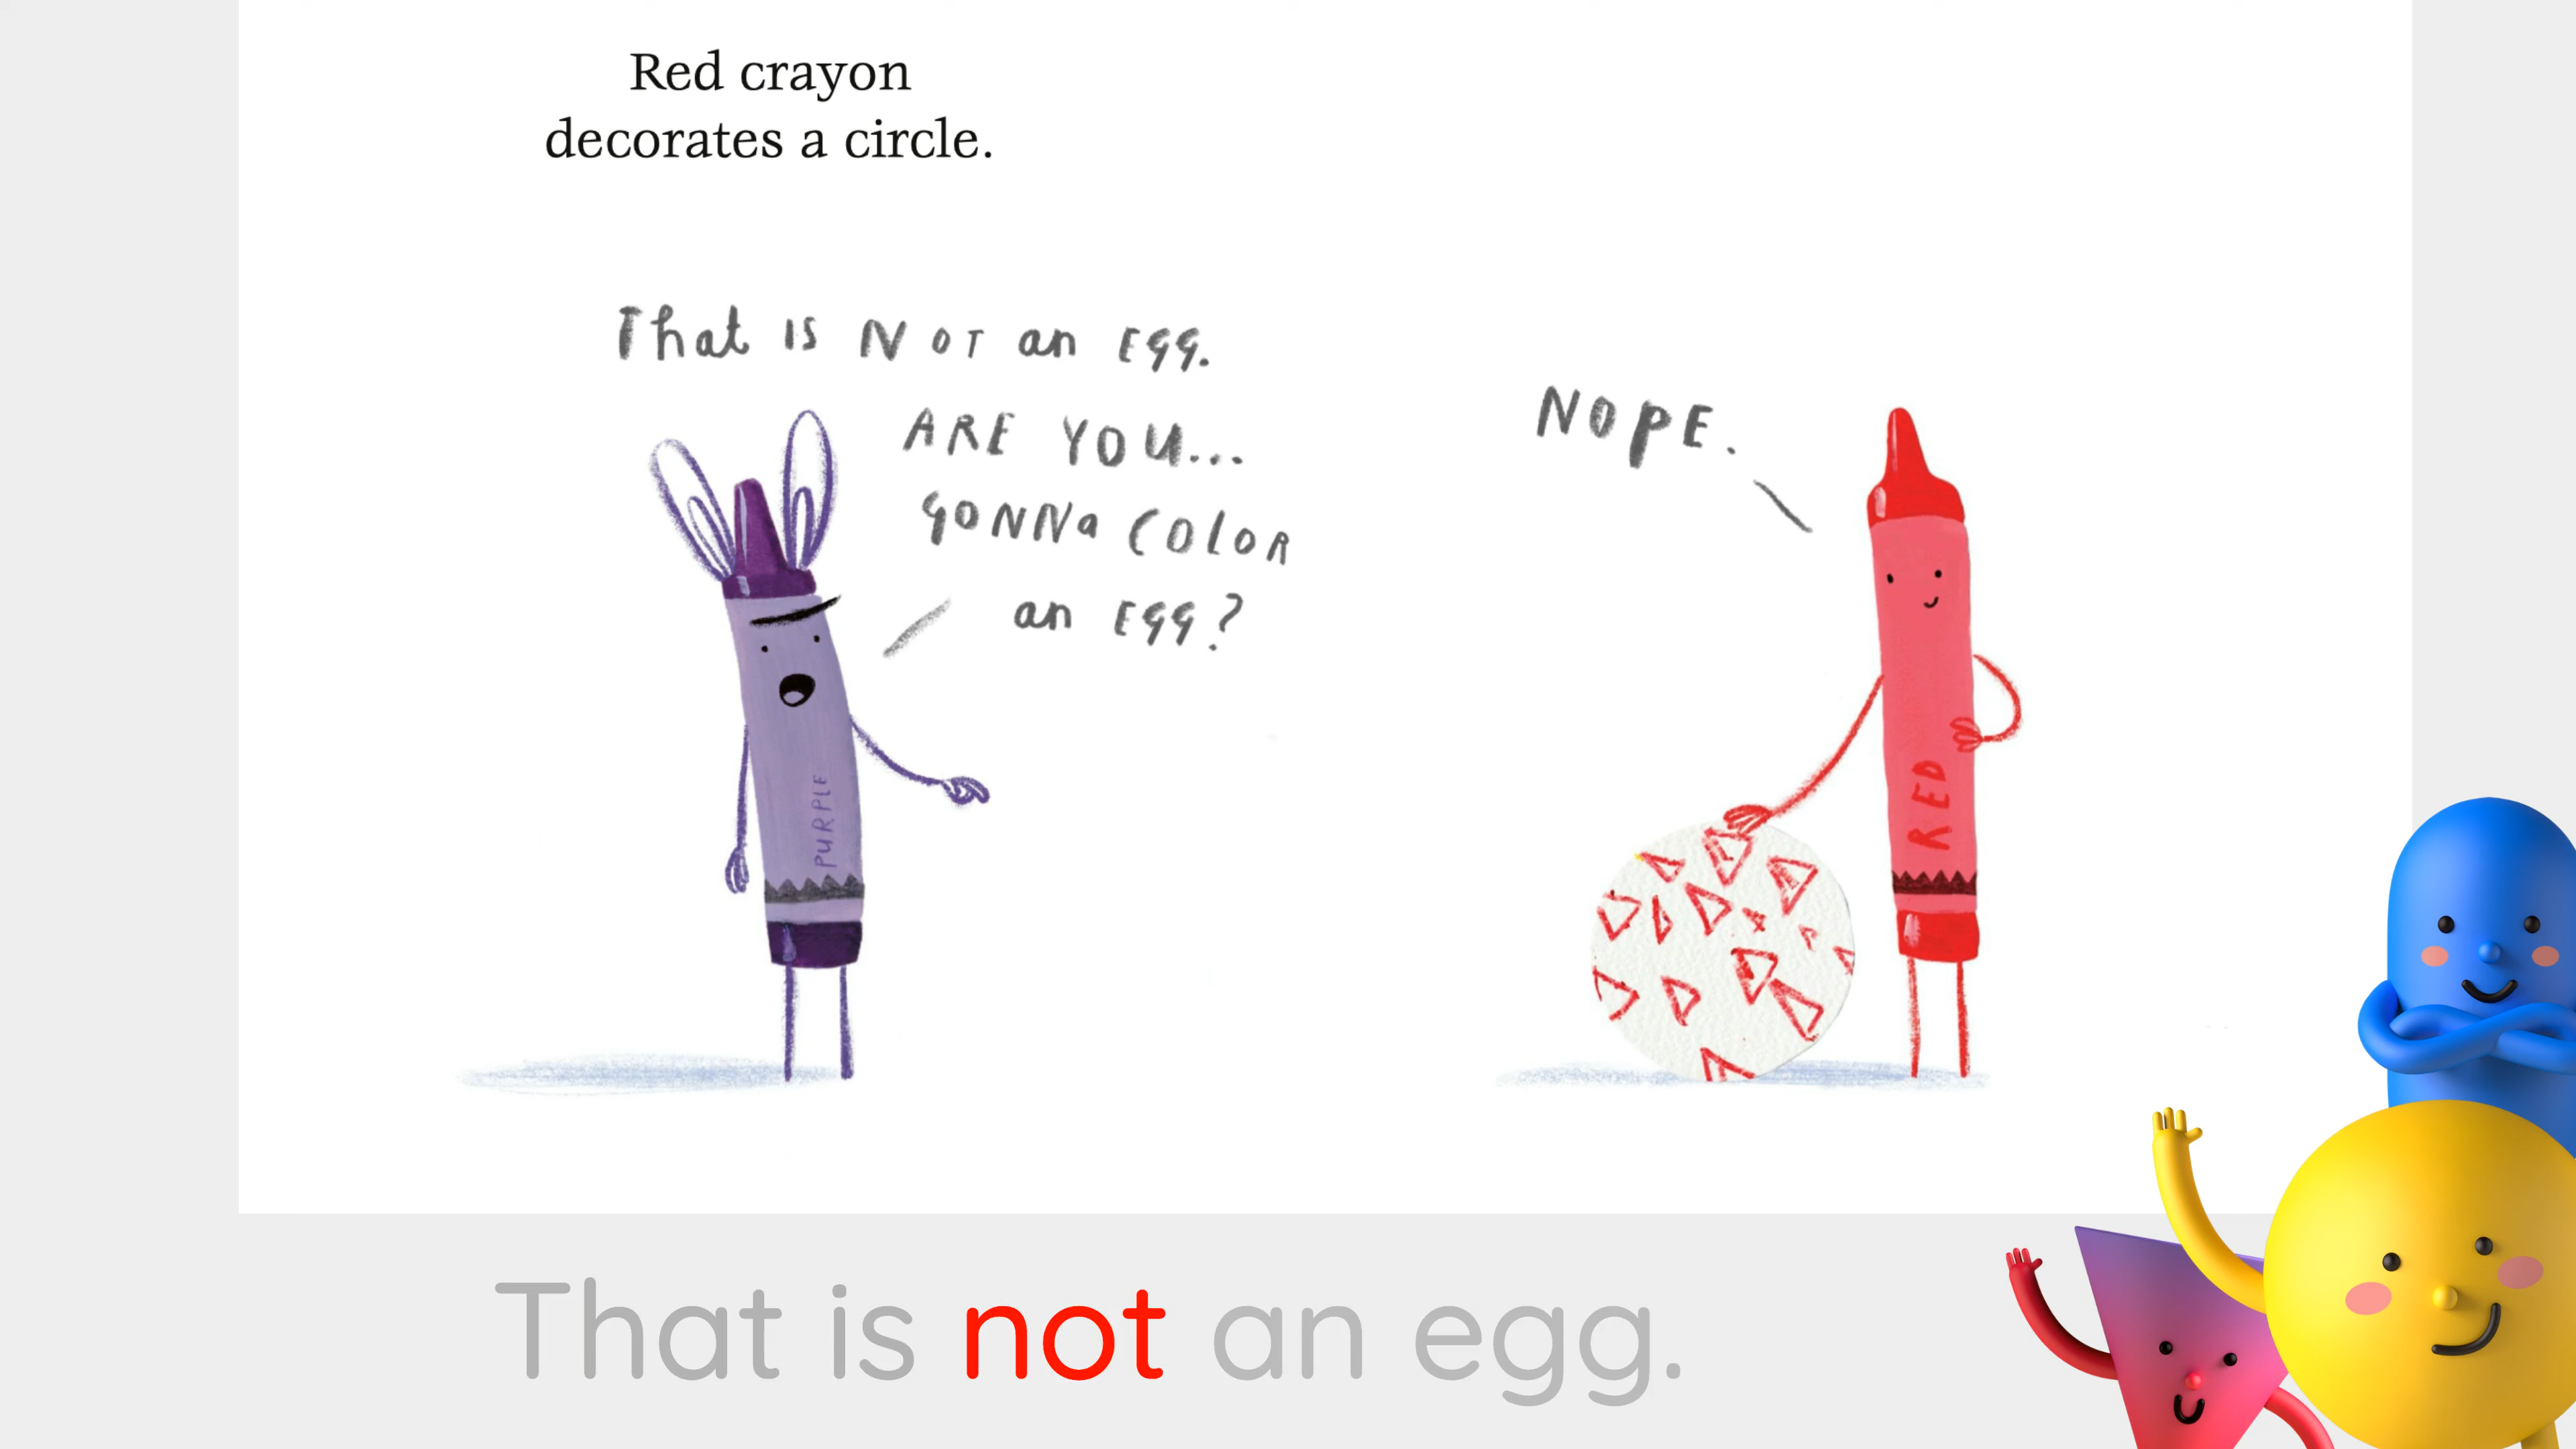 Red crayon
decorates a circle.
That is NOT an EGG.
ARE YOU...
GONNa COlOR
an EGG?
NOPE.
PURPLE
RED
That is not an egg.